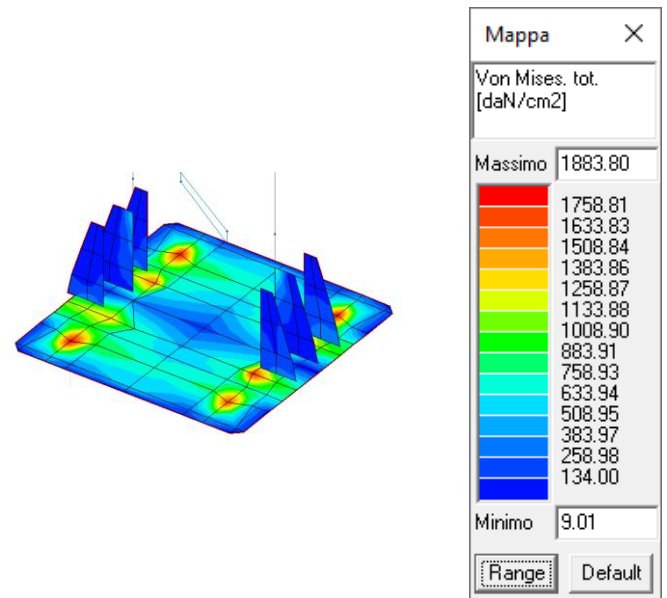 Mappa
Von Mises. tot.
[daN/cm2]
Massimo 1883.80
1758.81
1633.83
1508.84
1383.86
1258.87
1133.88
1008.90
883.91
758.93
633.94
508.95
383.97
258.98
134.00
Minimo 9.01
Range Default